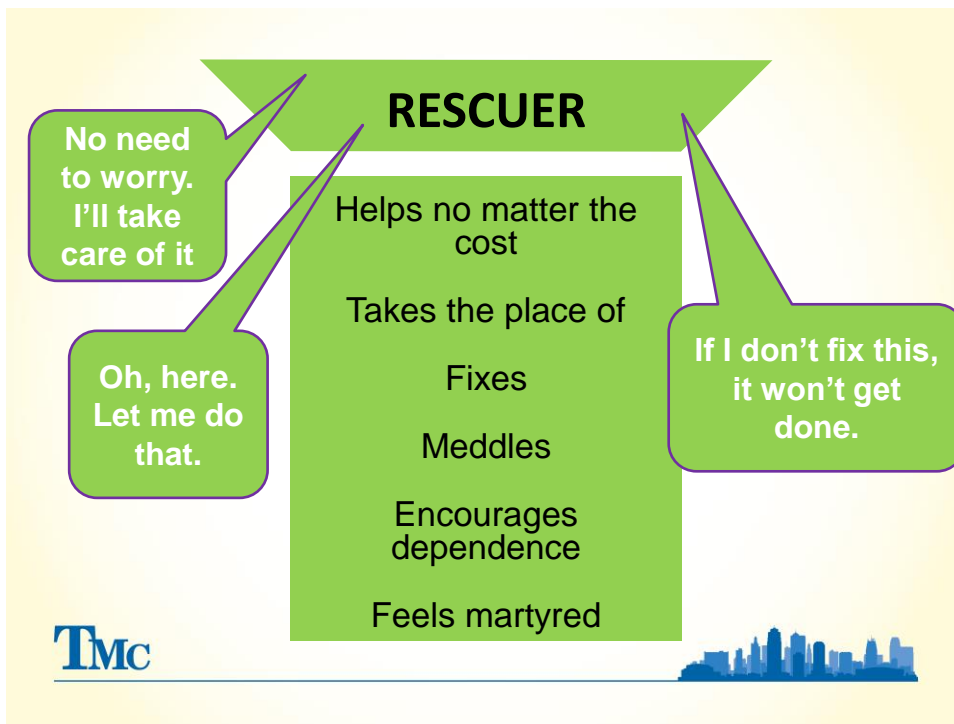 RESCUER
No need
to worry.
I’ll take
care of it
Oh, here.
Let me do
that.
Helps no matter the
cost
Takes the place of
Fixes
Meddles
Encourages
dependence
Feels martyred
If I don’t fix this,
it won’t get
done.
TMC